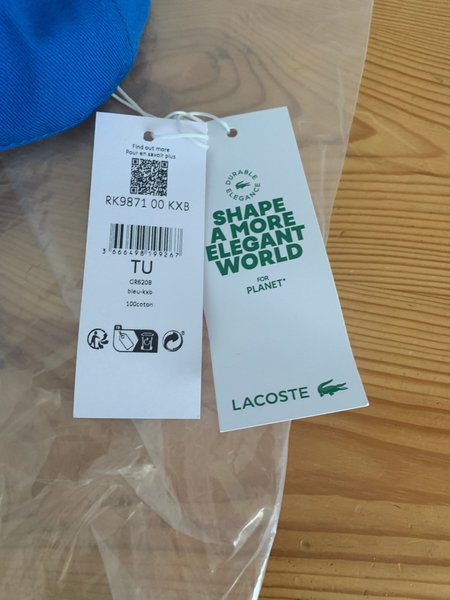 Find out more
Pour en savoir plus
RK9871 00 KXB
3 666498 199267
TU
GR6208
bleu-kxb
100coton
DURABLE
ELEGANCE
SHAPE
A MORE
ELEGANT
WORLD
FOR
PLANET*
LACOSTE